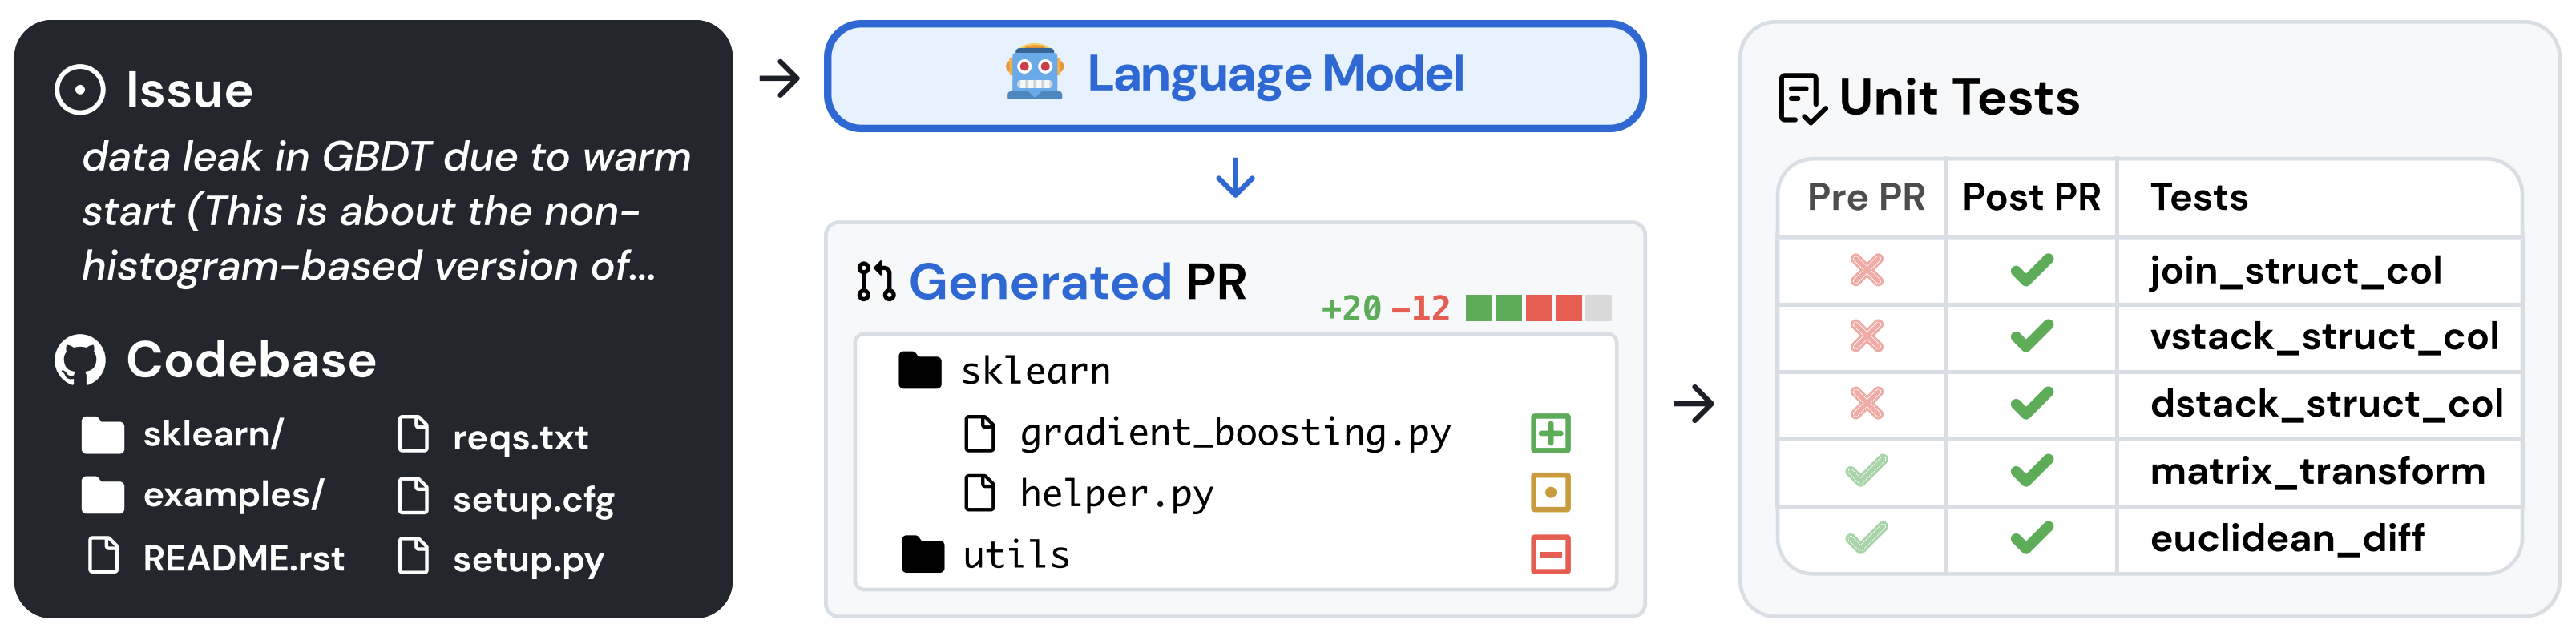 Issue
data leak in GBDT due to warm
start (This is about the non-
histogram-based version of...
Codebase
sklearn/
examples/
README.rst
reqs.txt
setup.cfg
setup.py
Language Model
Generated PR
+20 -12
sklearn
gradient_boosting.py
helper.py
utils
Unit Tests
Pre PR Post PR Tests
join_struct_col
vstack_struct_col
dstack_struct_col
matrix_transform
euclidean_diff